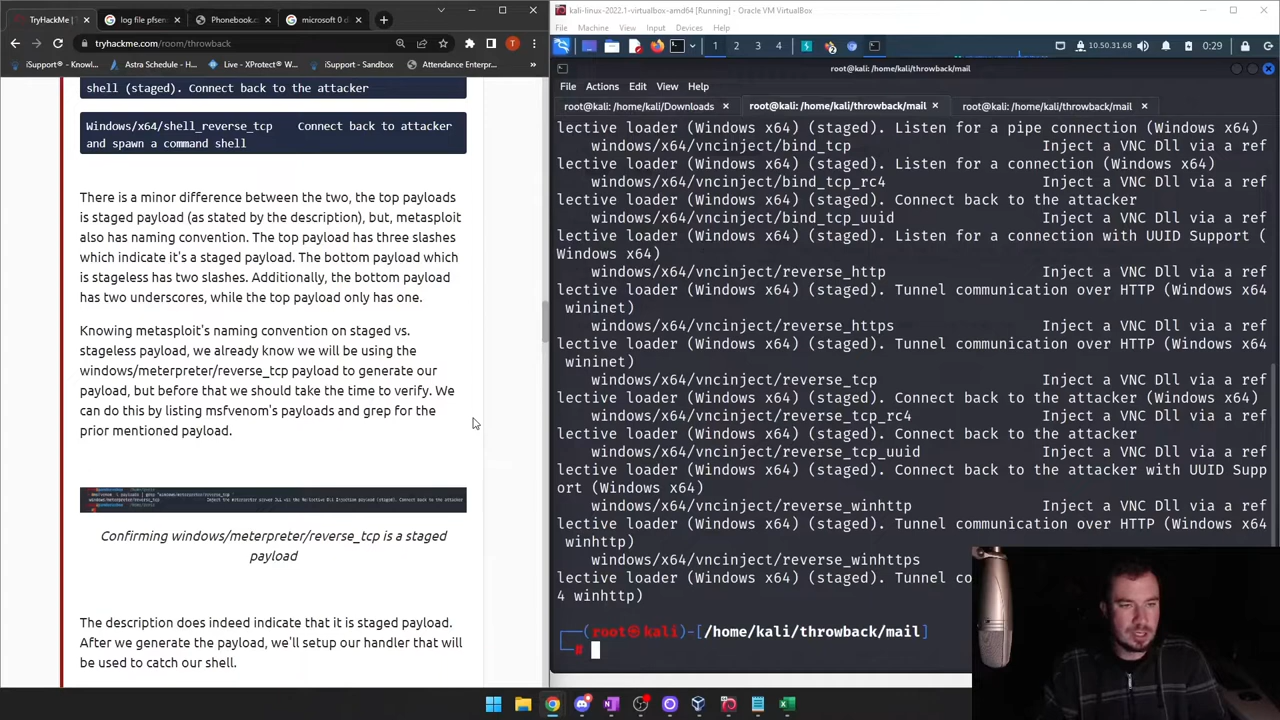 TryHackMe |
log file pfsen
Phonebook.c
microsoft 0 d
tryhackme.com/room/throwback
iSupport® - Knowl...
Astra Schedule - H...
Live - XProtect® W...
iSupport - Sandbox
Attendance Enterpr...
shell (staged). Connect back to the attacker
Windows/x64/shell_reverse_tcp    Connect back to attacker
and spawn a command shell
There is a minor difference between the two, the top payloads
is staged payload (as stated by the description), but, metasploit
also has naming convention. The top payload has three slashes
which indicate it's a staged payload. The bottom payload which
is stageless has two slashes. Additionally, the bottom payload
has two underscores, while the top payload only has one.
Knowing metasploit's naming convention on staged vs.
stageless payload, we already know we will be using the
windows/meterpreter/reverse_tcp payload to generate our
payload, but before that we should take the time to verify. We
can do this by listing msfvenom's payloads and grep for the
prior mentioned payload.
Confirming windows/meterpreter/reverse_tcp is a staged
payload
The description does indeed indicate that it is staged payload.
After we generate the payload, we'll setup our handler that will
be used to catch our shell.
kali-linux-2022.1-virtualbox-amd64 [Running] - Oracle VM VirtualBox
File Machine View Input Devices Help
1 2 3 4
10.50.31.68
0:29
root@kali: /home/kali/throwback/mail
File Actions Edit View Help
root@kali: /home/kali/Downloads
root@kali: /home/kali/throwback/mail
root@kali: /home/kali/throwback/mail
lective loader (Windows x64) (staged). Listen for a pipe connection (Windows x64)
windows/x64/vncinject/bind_tcp Inject a VNC Dll via a ref
lective loader (Windows x64) (staged). Listen for a connection (Windows x64)
windows/x64/vncinject/bind_tcp_rc4 Inject a VNC Dll via a ref
lective loader (Windows x64) (staged). Connect back to the attacker
windows/x64/vncinject/bind_tcp_uuid Inject a VNC Dll via a ref
lective loader (Windows x64) (staged). Listen for a connection with UUID Support (
Windows x64)
windows/x64/vncinject/reverse_http Inject a VNC Dll via a ref
lective loader (Windows x64) (staged). Tunnel communication over HTTP (Windows x64
wininet)
windows/x64/vncinject/reverse_https Inject a VNC Dll via a ref
lective loader (Windows x64) (staged). Tunnel communication over HTTP (Windows x64
wininet)
windows/x64/vncinject/reverse_tcp Inject a VNC Dll via a ref
lective loader (Windows x64) (staged). Connect back to the attacker (Windows x64)
windows/x64/vncinject/reverse_tcp_rc4 Inject a VNC Dll via a ref
lective loader (Windows x64) (staged). Connect back to the attacker
windows/x64/vncinject/reverse_tcp_uuid Inject a VNC Dll via a ref
lective loader (Windows x64) (staged). Connect back to the attacker with UUID Supp
ort (Windows x64)
windows/x64/vncinject/reverse_winhttp Inject a VNC Dll via a ref
lective loader (Windows x64) (staged). Tunnel communication over HTTP (Windows x64
winhttp)
windows/x64/vncinject/reverse_winhttps Inject a VNC Dll via a ref
lective loader (Windows x64) (staged). Tunnel co
4 winhttp)
(root㉿kali)-[/home/kali/throwback/mail]
#